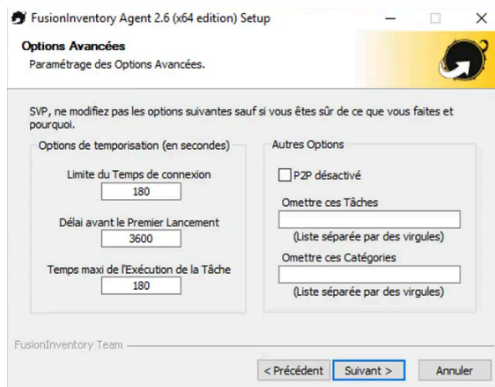 FusionInventory Agent 2.6 (x64 edition) Setup
Options Avancées
Paramétrage des Options Avancées.
SVP, ne modifiez pas les options suivantes sauf si vous êtes sûr de ce que vous faites et
pourquoi.
Options de temporisation (en secondes)
Limite du Temps de connexion
180
Délai avant le Premier Lancement
3600
Temps maxi de l'Exécution de la Tâche
180
Autres Options
P2P désactivé
Omettre ces Tâches
(Liste séparée par des virgules)
Omettre ces Catégories
(Liste séparée par des virgules)
FusionInventory Team
< Précédent
Suivant >
Annuler